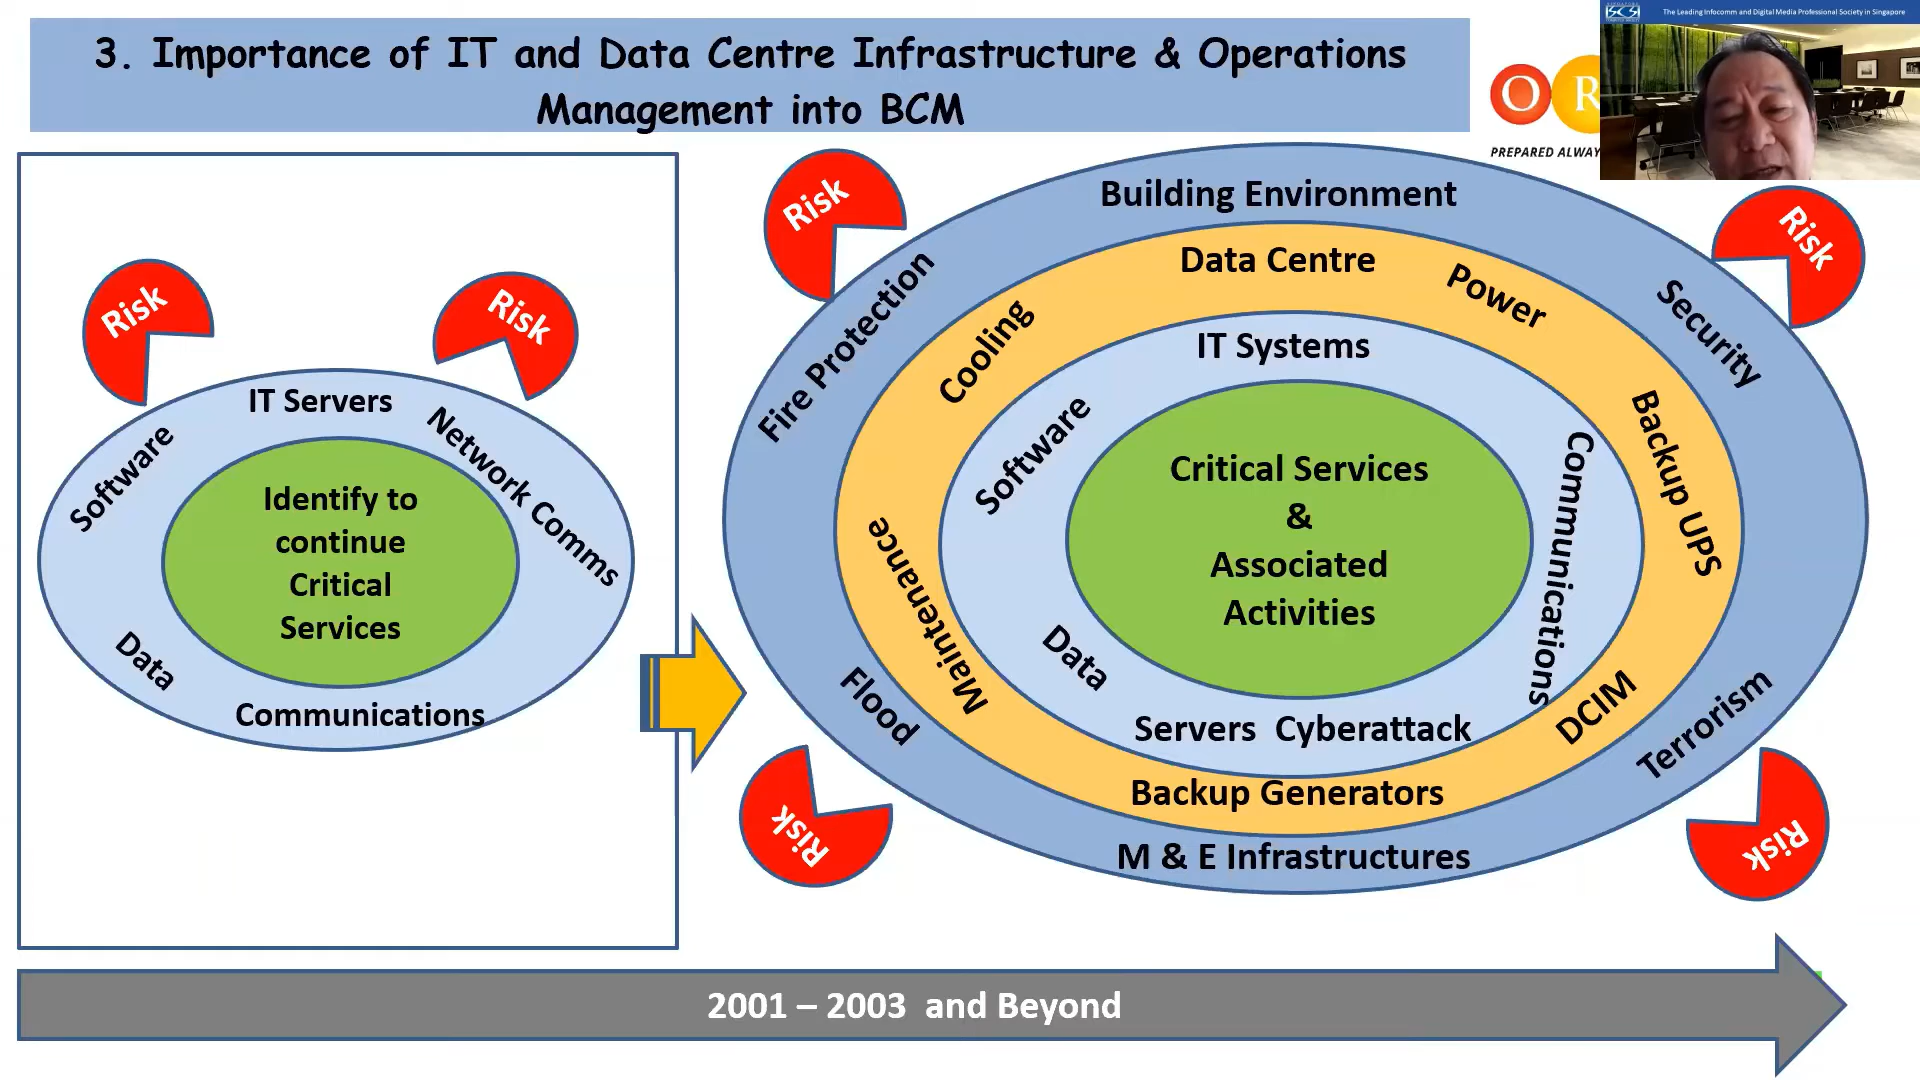 3. Importance of IT and Data Centre Infrastructure & Operations
Management into BCM
The Leading Infocomm and Digital Media Professional Society in Singapore
SCS
O R
PREPARED ALWAY
Risk
Risk
IT Servers
Software
Network Comms
Identify to
continue
Critical
Services
Data
Communications
Risk
Risk
Building Environment
Fire Protection
Security
Data Centre
Cooling
Power
Backup UPS
IT Systems
Software
Communications
Critical Services
&
Associated
Activities
Maintenance
Data
Servers Cyberattack
DCIM
Flood
Terrorism
Backup Generators
M & E Infrastructures
Risk
Risk
2001 – 2003 and Beyond